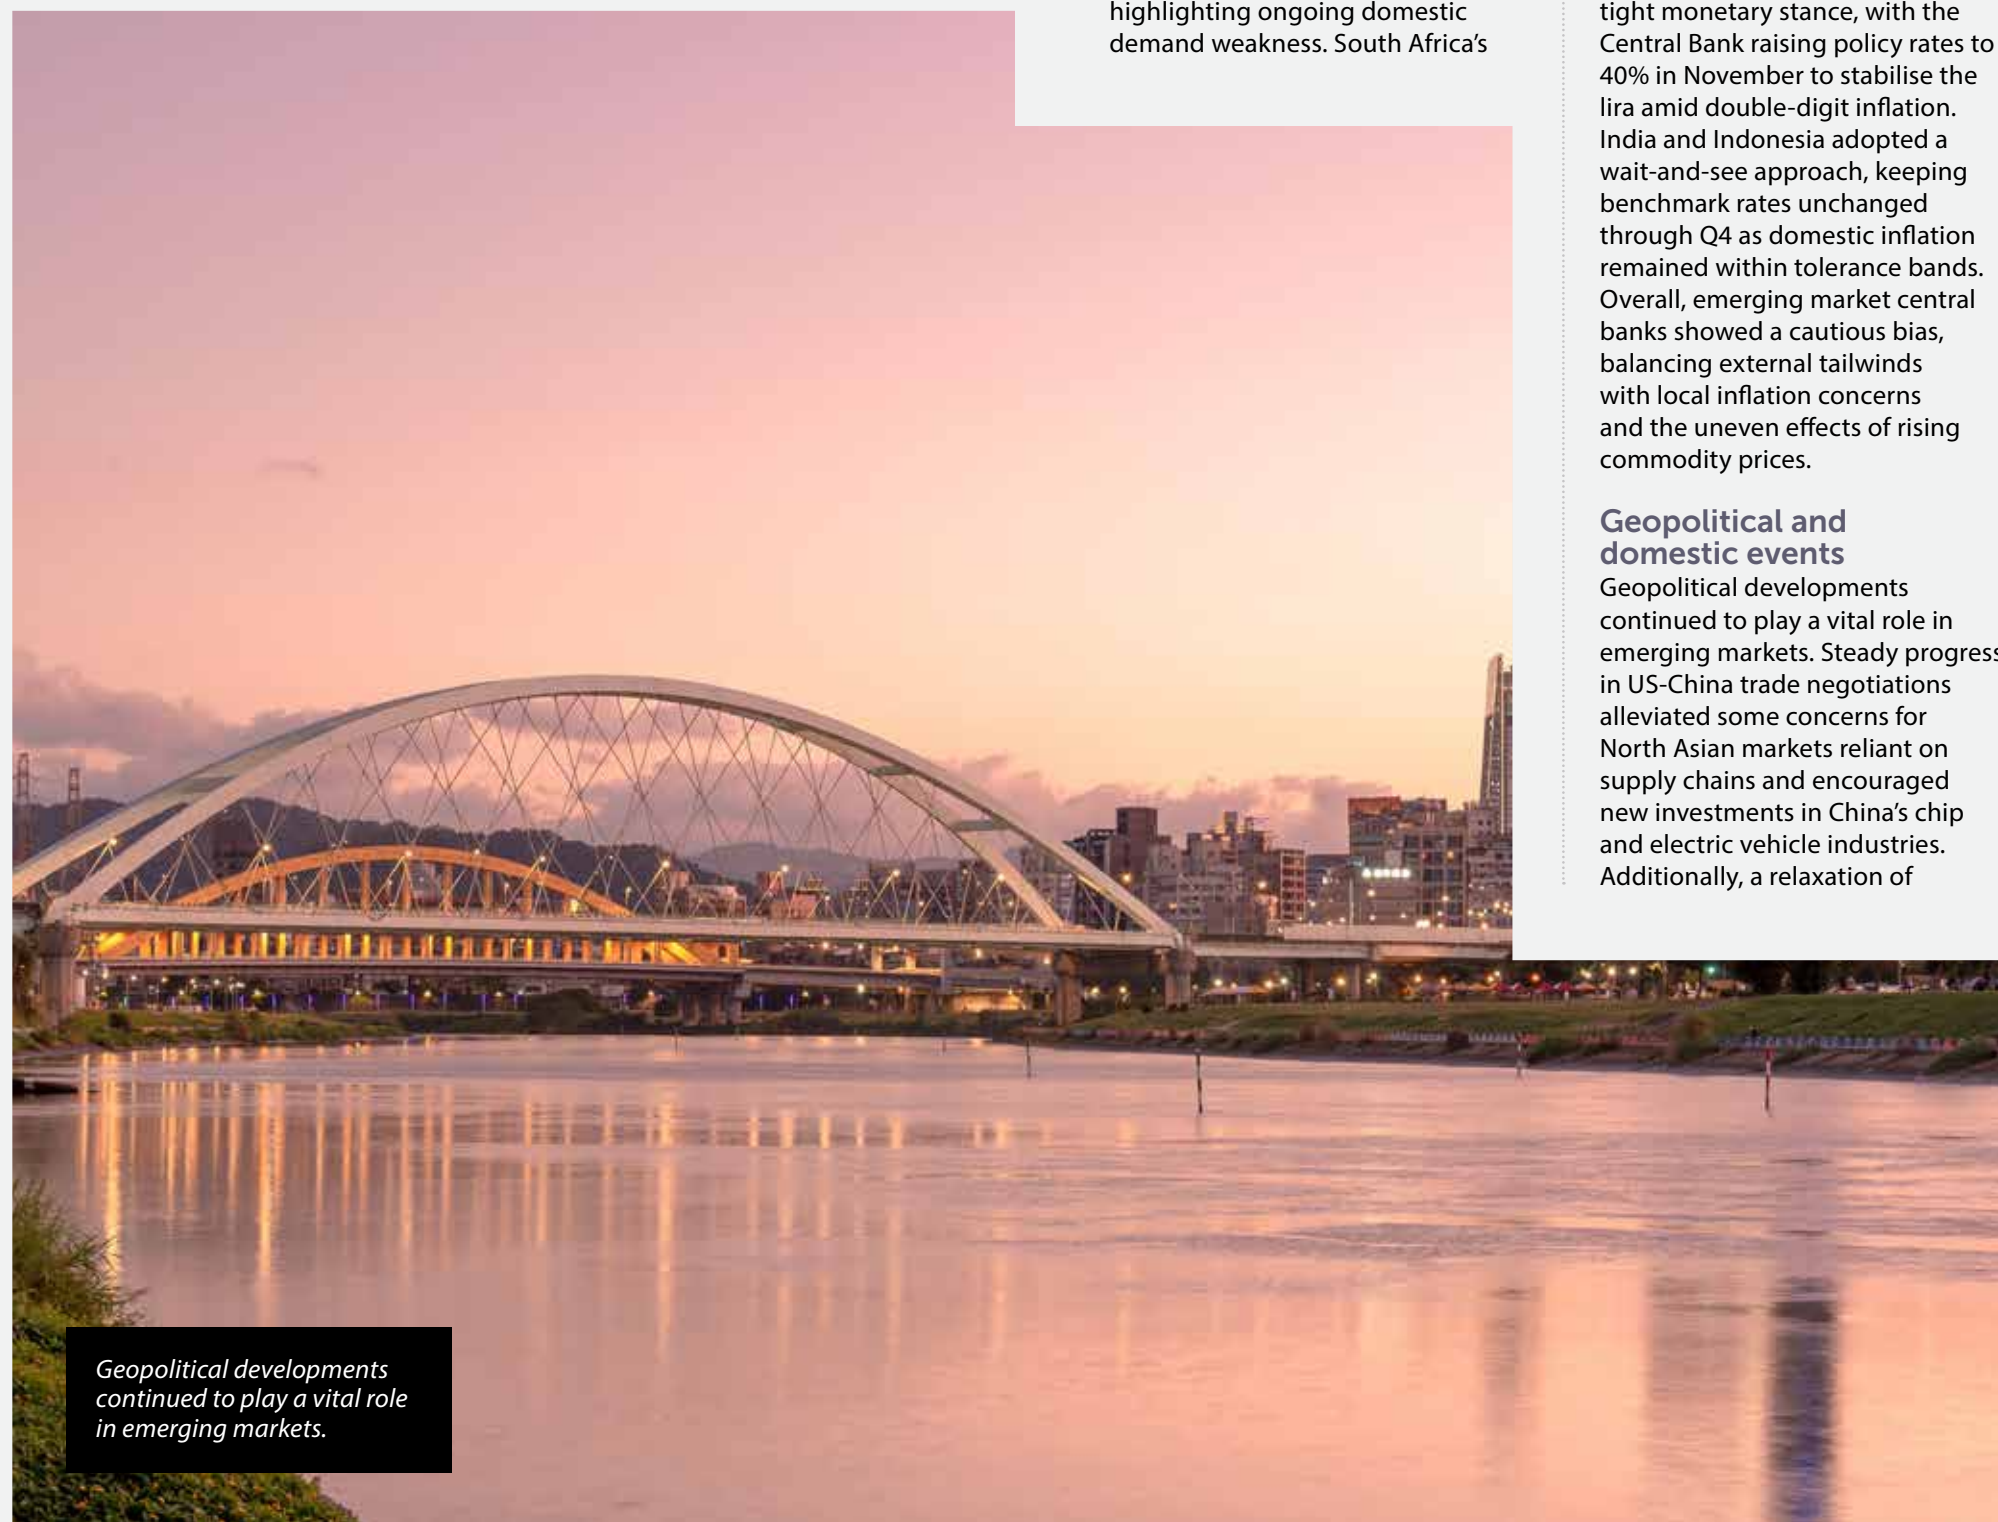 highlighting ongoing domestic
demand weakness. South Africa’s
tight monetary stance, with the
Central Bank raising policy rates to
40% in November to stabilise the
lira amid double-digit inflation.
India and Indonesia adopted a
wait-and-see approach, keeping
benchmark rates unchanged
through Q4 as domestic inflation
remained within tolerance bands.
Overall, emerging market central
banks showed a cautious bias,
balancing external tailwinds
with local inflation concerns
and the uneven effects of rising
commodity prices.
Geopolitical and
domestic events
Geopolitical developments
continued to play a vital role in
emerging markets. Steady progress
in US-China trade negotiations
alleviated some concerns for
North Asian markets reliant on
supply chains and encouraged
new investments in China’s chip
and electric vehicle industries.
Additionally, a relaxation of
Geopolitical developments
continued to play a vital role
in emerging markets.